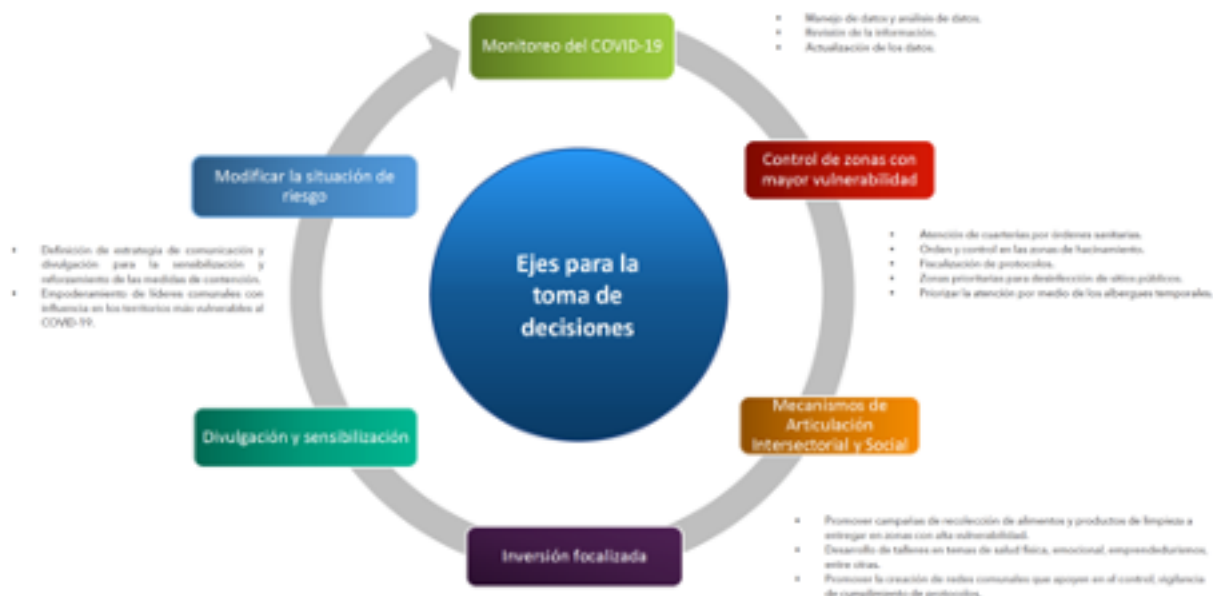 Monitoreo del COVID-19
• Manejo de datos y análisis de datos.
• Revisión de la información.
• Actualización de los datos.
Control de zonas con
mayor vulnerabilidad
• Atención de cuarterías por órdenes sanitarias.
• Orden y control en las zonas de hacinamiento.
• Fiscalización de protocolos.
• Zonas prioritarias para desinfección de sitios públicos.
• Priorizar la atención por medio de los albergues temporales.
Mecanismos de
Articulación
Intersectorial y Social
• Promover campañas de recolección de alimentos y productos de limpieza a
entregar en zonas con alta vulnerabilidad.
• Desarrollo de talleres en temas de salud física, emocional, emprendedurismos,
entre otras.
• Promover la creación de redes comunales que apoyen en el control, vigilancia
de cumplimiento de protocolos.
Inversión focalizada
Divulgación y sensibilización
• Definición de estrategia de comunicación y
divulgación para la sensibilización y
reforzamiento de las medidas de contención.
• Empoderamiento de líderes comunales con
influencia en los territorios más vulnerables al
COVID-19.
Modificar la situación de
riesgo
Ejes para la
toma de
decisiones